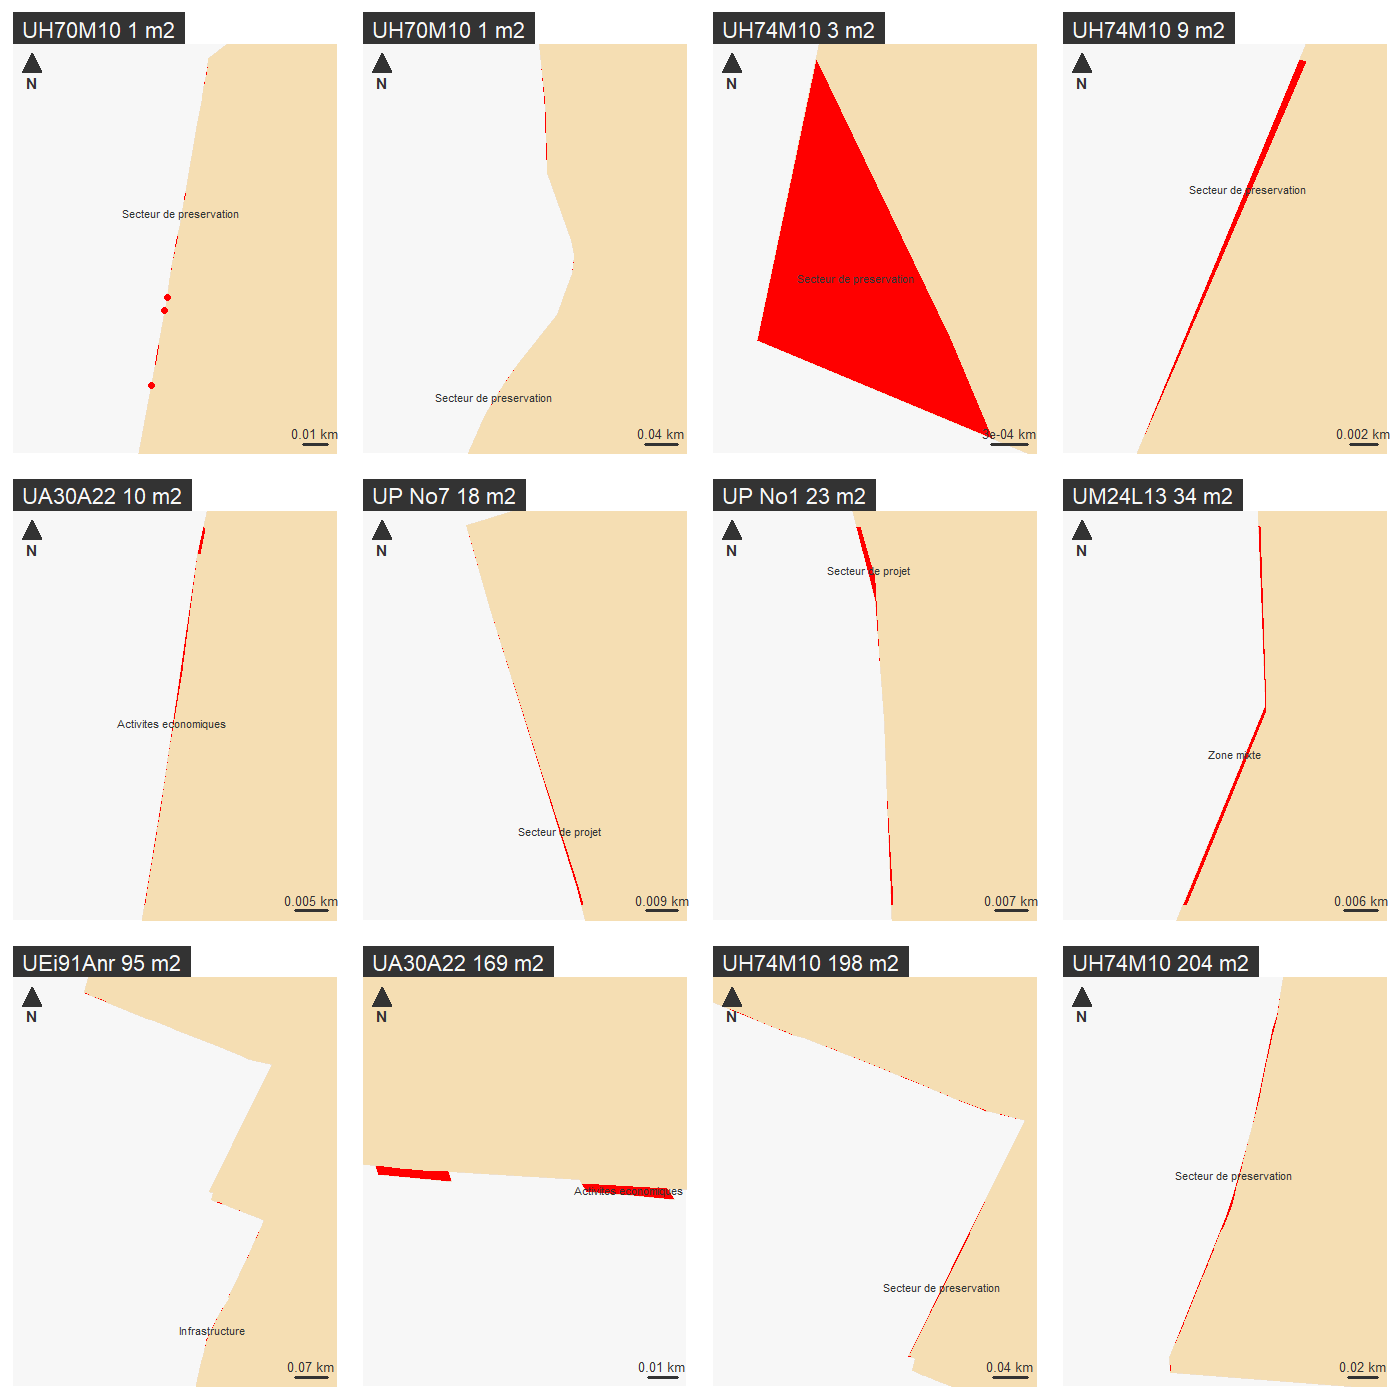 UH70M10 1 m2
UH70M10 1 m2
UH74M10 3 m2
UH74M10 9 m2
N
N
N
N
Secteur de preservation
Secteur de preservation
Secteur de preservation
Secteur de preservation
0.01 km
0.04 km
5e-04 km
0.002 km
UA30A22 10 m2
UP No7 18 m2
UP No1 23 m2
UM24L13 34 m2
N
N
N
N
Activites economiques
Secteur de projet
Secteur de projet
Zone mixte
0.005 km
0.009 km
0.007 km
0.006 km
UEi91Anr 95 m2
UA30A22 169 m2
UH74M10 198 m2
UH74M10 204 m2
N
N
N
N
Infrastructure
Activites economiques
Secteur de preservation
Secteur de preservation
0.07 km
0.01 km
0.04 km
0.02 km